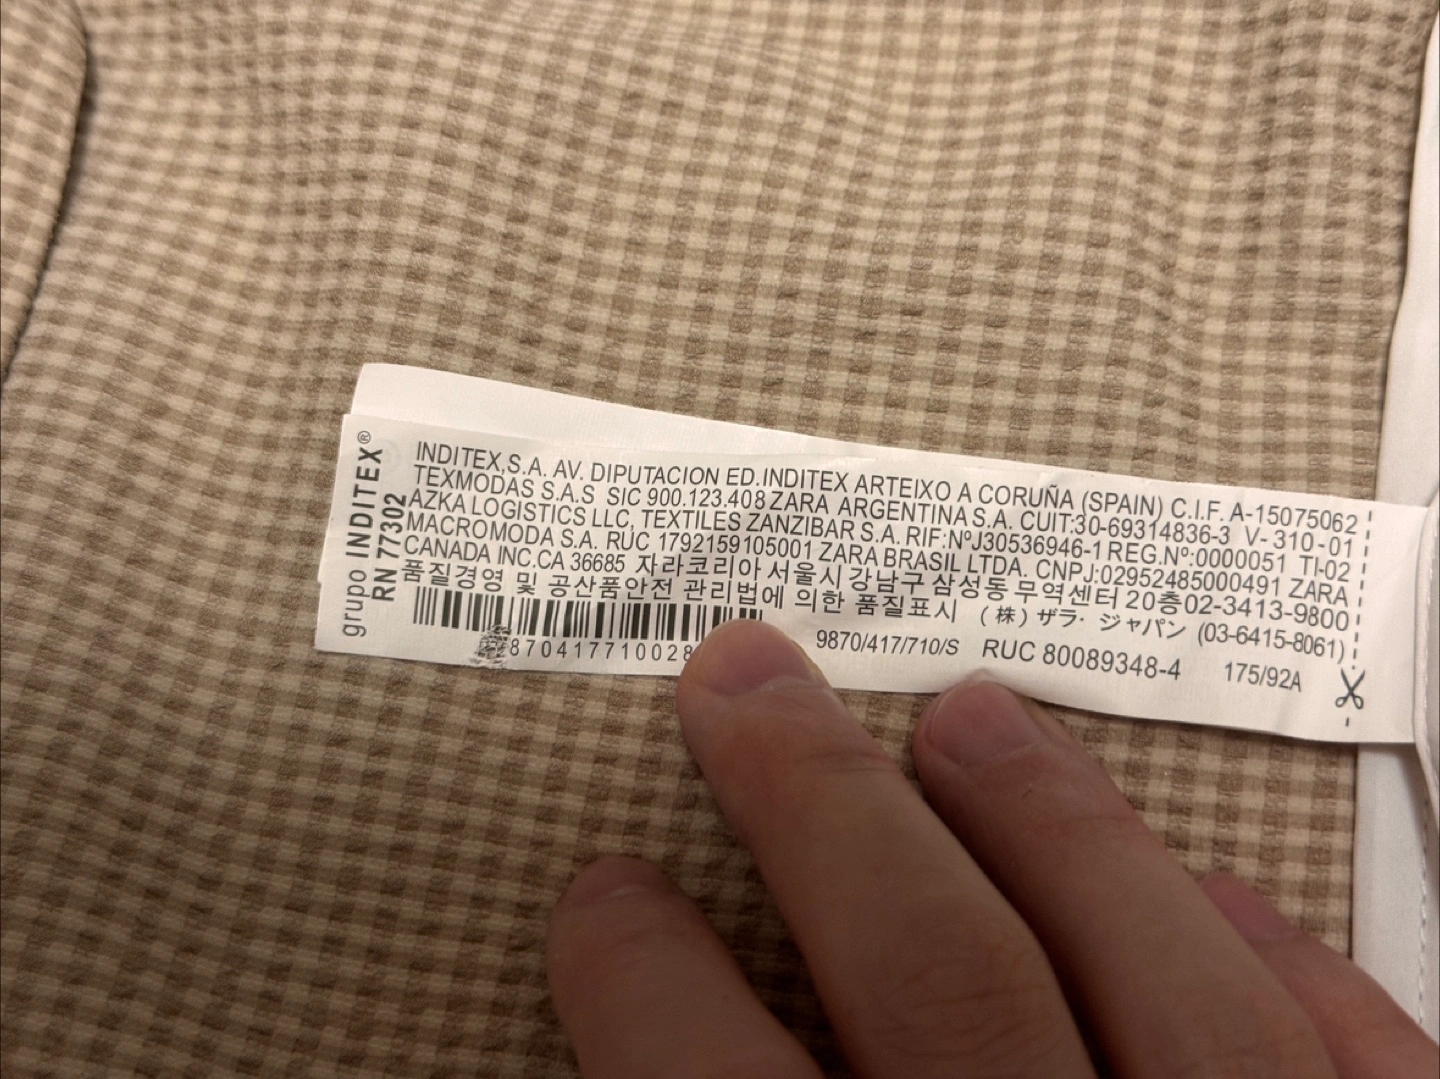 grupo INDITEX®
RN 77302
INDITEX,S.A. AV. DIPUTACION ED.INDITEX ARTEIXO A CORUÑA (SPAIN) C.I.F. A-15075062
TEXMODAS S.A.S SIC 900.123.408 ZARA ARGENTINA S.A. CUIT:30-69314836-3 V-310-01
AZKA LOGISTICS LLC, TEXTILES ZANZIBAR S.A. RIF:NºJ30536946-1 REG.Nº:0000051 TI-02
MACROMODA S.A. RUC 1792159105001 ZARA BRASIL LTDA. CNPJ:02952485000491 ZARA
CANADA INC.CA 36685 자라코리아 서울시 강남구 삼성동 무역센터 20층02-3413-9800
품질경영 및 공산품안전 관리법에 의한 품질표시 (株) ザラ・ジャパン (03-6415-8061)
870417710028 9870/417/710/S RUC 80089348-4 175/92A